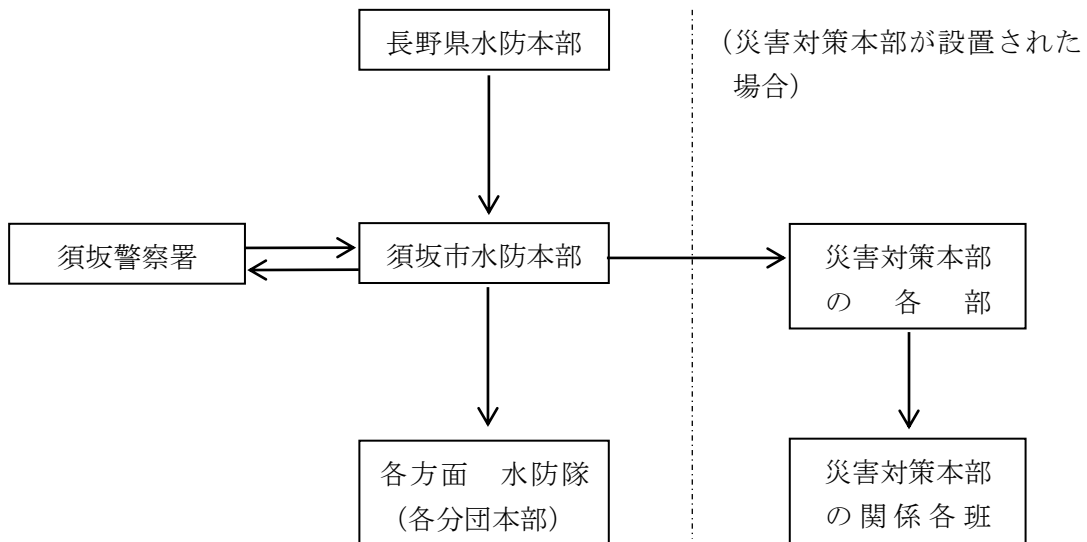 長野県水防本部
（災害対策本部が設置された
場合）
須坂警察署
須坂市水防本部
災害対策本部
の　各　部
各方面　水防隊
（各分団本部）
災害対策本部
の関係各班